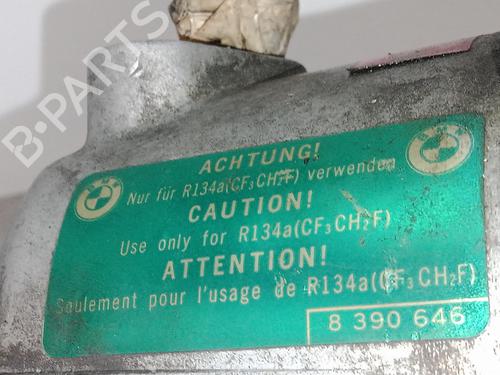 B-PARTS
ACHTUNG!
Nur für R134a(CF₃CH₂F) verwenden
CAUTION!
Use only for R134a(CF₃CH₂F)
ATTENTION!
Seulement pour l'usage de R134a(CF₃CH₂F)
8 390 646